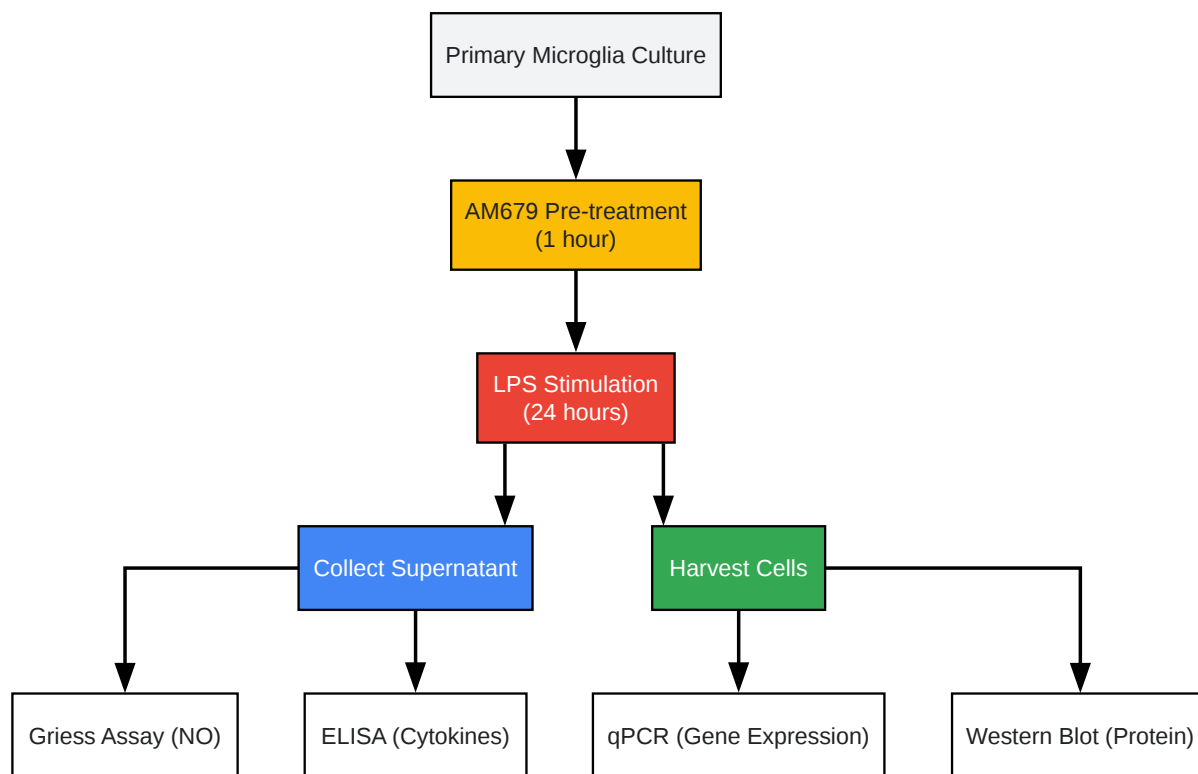 Primary Microglia Culture
AM679 Pre-treatment
(1 hour)
LPS Stimulation
(24 hours)
Collect Supernatant
Harvest Cells
Griess Assay (NO)
ELISA (Cytokines)
qPCR (Gene Expression)
Western Blot (Protein)